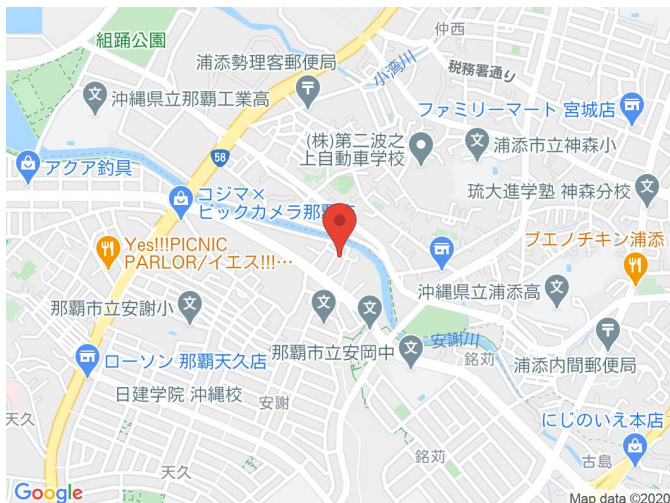 組踊公園
仲西
浦添勢理客郵便局
小湾川
税務署通り
沖縄県立那覇工業高
ファミリーマート 宮城店
(株)第二波之
上自動車学校
浦添市立神森小
58
アクア釣具
琉大進学塾 神森分校
コジマ×
ビックカメラ那覇店
Yes!!!PICNIC
PARLOR/イエス!!!…
ブエノチキン浦添
沖縄県立浦添高
那覇市立安謝小
安謝川
那覇市立安岡中
銘苅
浦添内間郵便局
ローソン 那覇天久店
日建学院 沖縄校
安謝
天久
にじのいえ本店
銘苅
古島
天久
Google
Map data ©2020